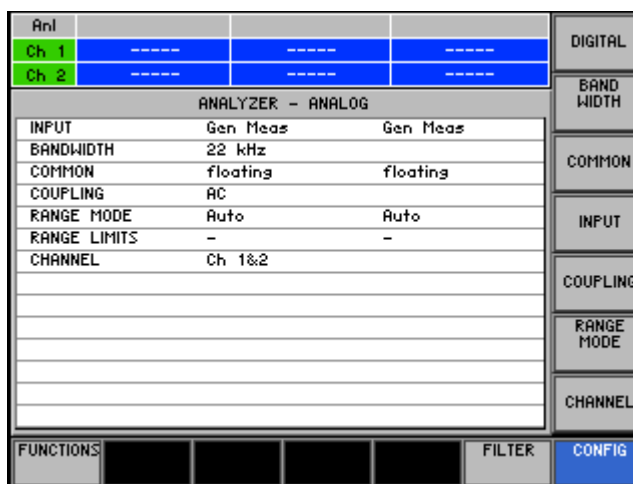 Anl
Ch 1 ----- ----- -----
Ch 2 ----- ----- -----
ANALYZER - ANALOG
INPUT Gen Meas Gen Meas
BANDWIDTH 22 kHz
COMMON floating floating
COUPLING AC
RANGE MODE Auto Auto
RANGE LIMITS - -
CHANNEL Ch 1&2
DIGITAL
BAND
WIDTH
COMMON
INPUT
COUPLING
RANGE
MODE
CHANNEL
FUNCTIONS FILTER CONFIG